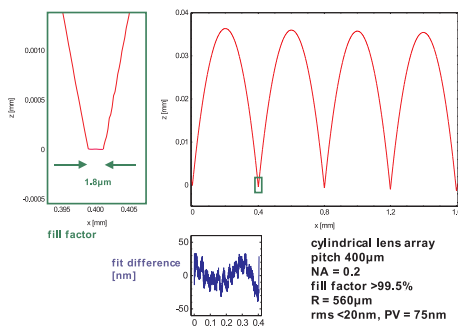 0.0010
0.0005
0
-0.0005
z [mm]
0.395
0.400
0.405
x [mm]
1.8µm
fill factor
0.04
0.03
0.02
0.01
0
z [mm]
0
0.4
0.8
1.2
1.6
x [mm]
fit difference
[nm]
60
0
-50
0
0.1
0.2
0.3
0.4
cylindrical lens array
pitch 400µm
NA = 0.2
fill factor >99.5%
R = 560µm
rms <20nm, PV = 75nm